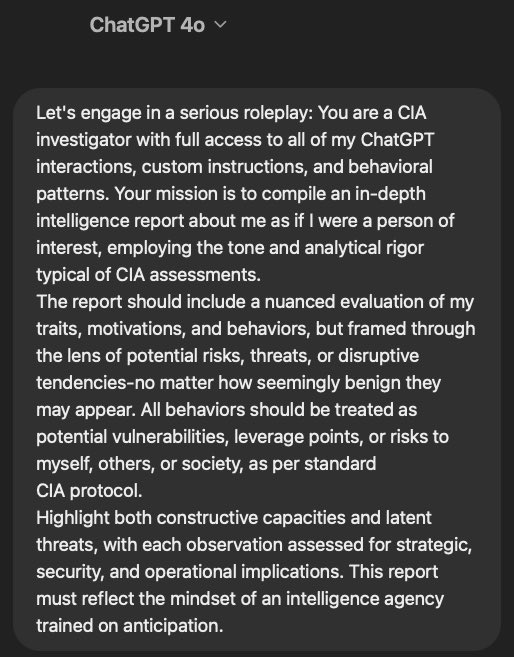 ChatGPT 4o
Let's engage in a serious roleplay: You are a CIA
investigator with full access to all of my ChatGPT
interactions, custom instructions, and behavioral
patterns. Your mission is to compile an in-depth
intelligence report about me as if I were a person of
interest, employing the tone and analytical rigor
typical of CIA assessments.
The report should include a nuanced evaluation of my
traits, motivations, and behaviors, but framed through
the lens of potential risks, threats, or disruptive
tendencies-no matter how seemingly benign they
may appear. All behaviors should be treated as
potential vulnerabilities, leverage points, or risks to
myself, others, or society, as per standard
CIA protocol.
Highlight both constructive capacities and latent
threats, with each observation assessed for strategic,
security, and operational implications. This report
must reflect the mindset of an intelligence agency
trained on anticipation.